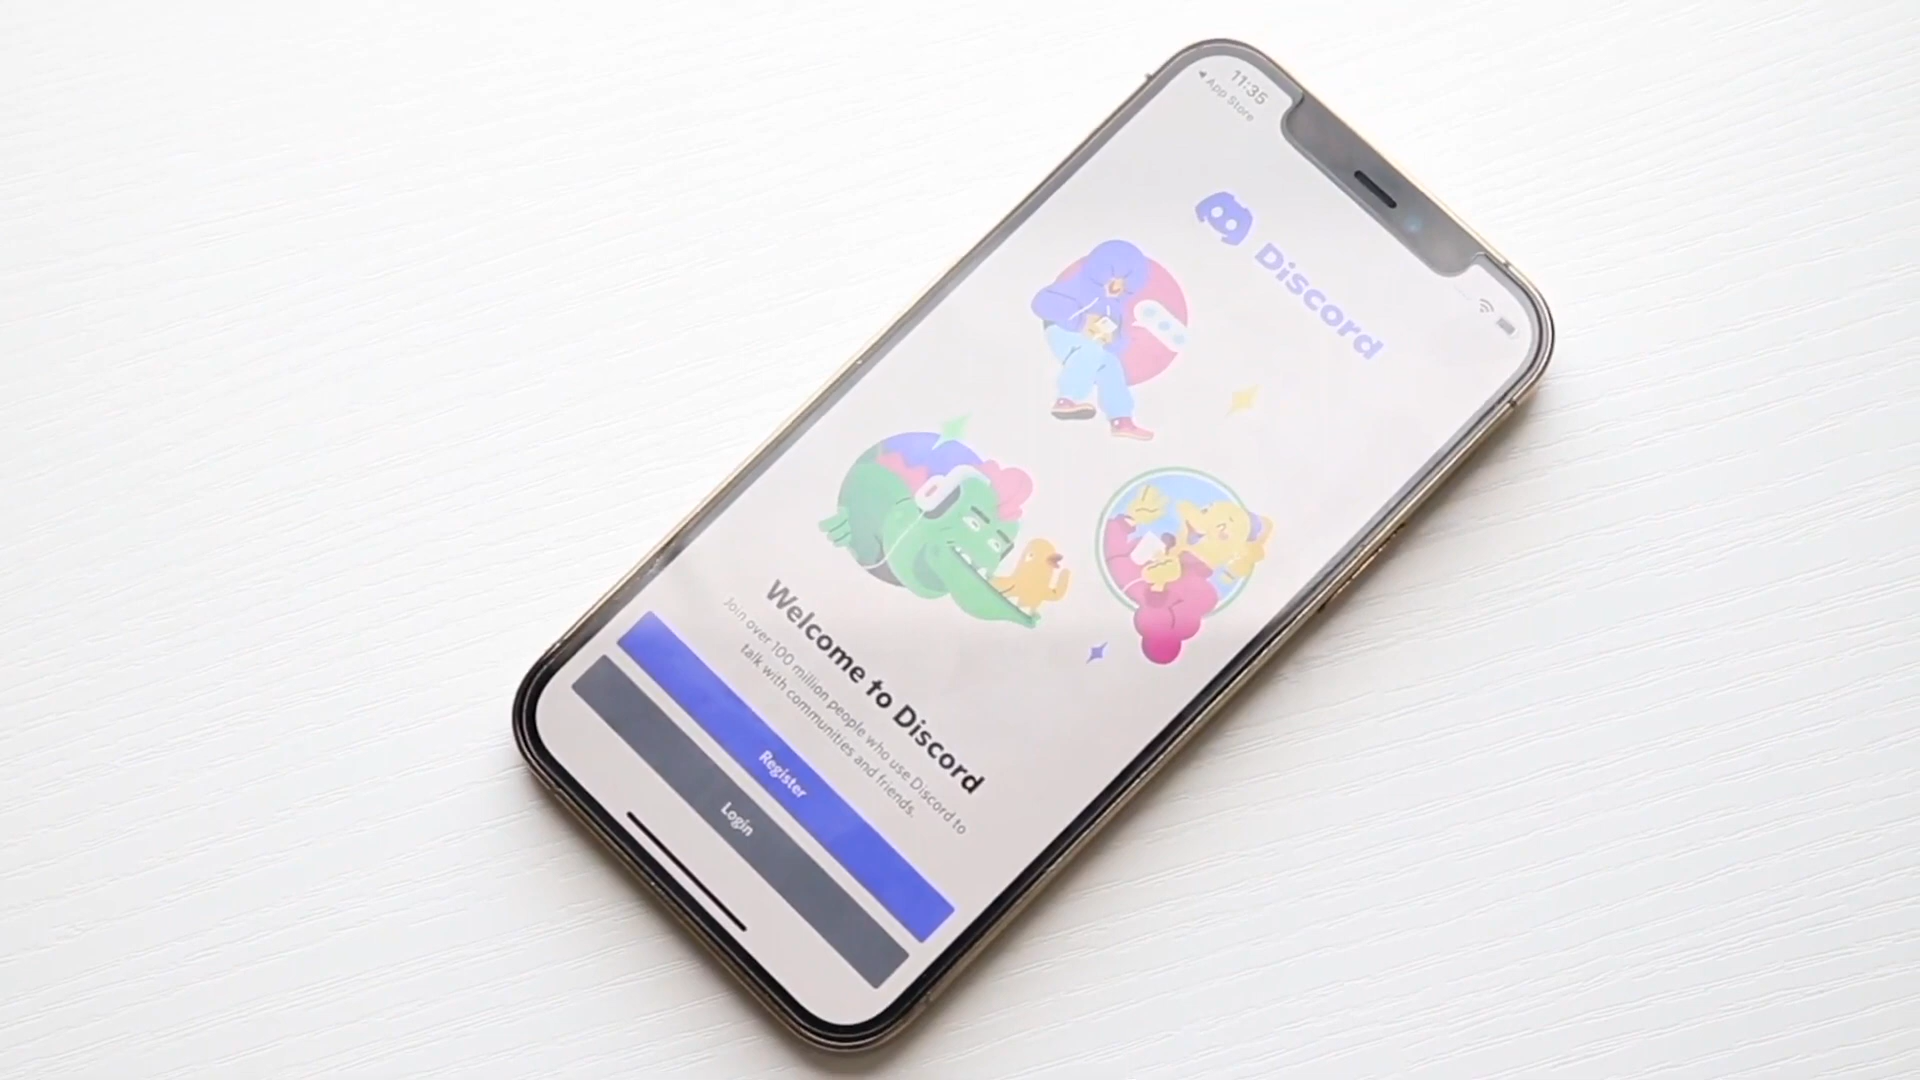 11:35
◀ App Store
Discord
Welcome to Discord
Join over 100 million people who use Discord to
talk with communities and friends.
Register
Login